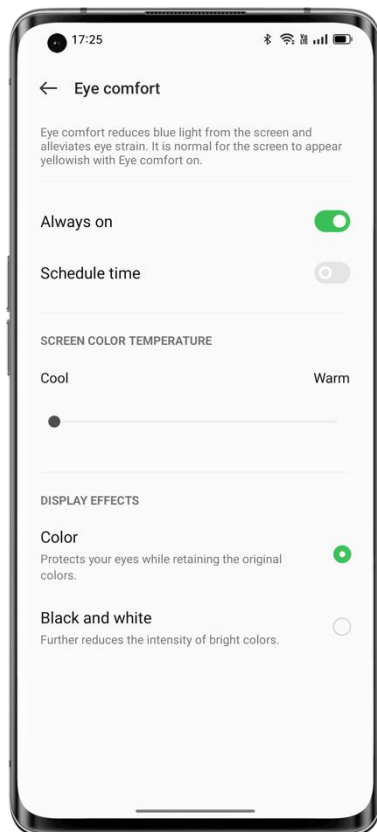 17:25
Eye comfort
Eye comfort reduces blue light from the screen and
alleviates eye strain. It is normal for the screen to appear
yellowish with Eye comfort on.
Always on
Schedule time
SCREEN COLOR TEMPERATURE
Cool Warm
DISPLAY EFFECTS
Color
Protects your eyes while retaining the original
colors.
Black and white
Further reduces the intensity of bright colors.